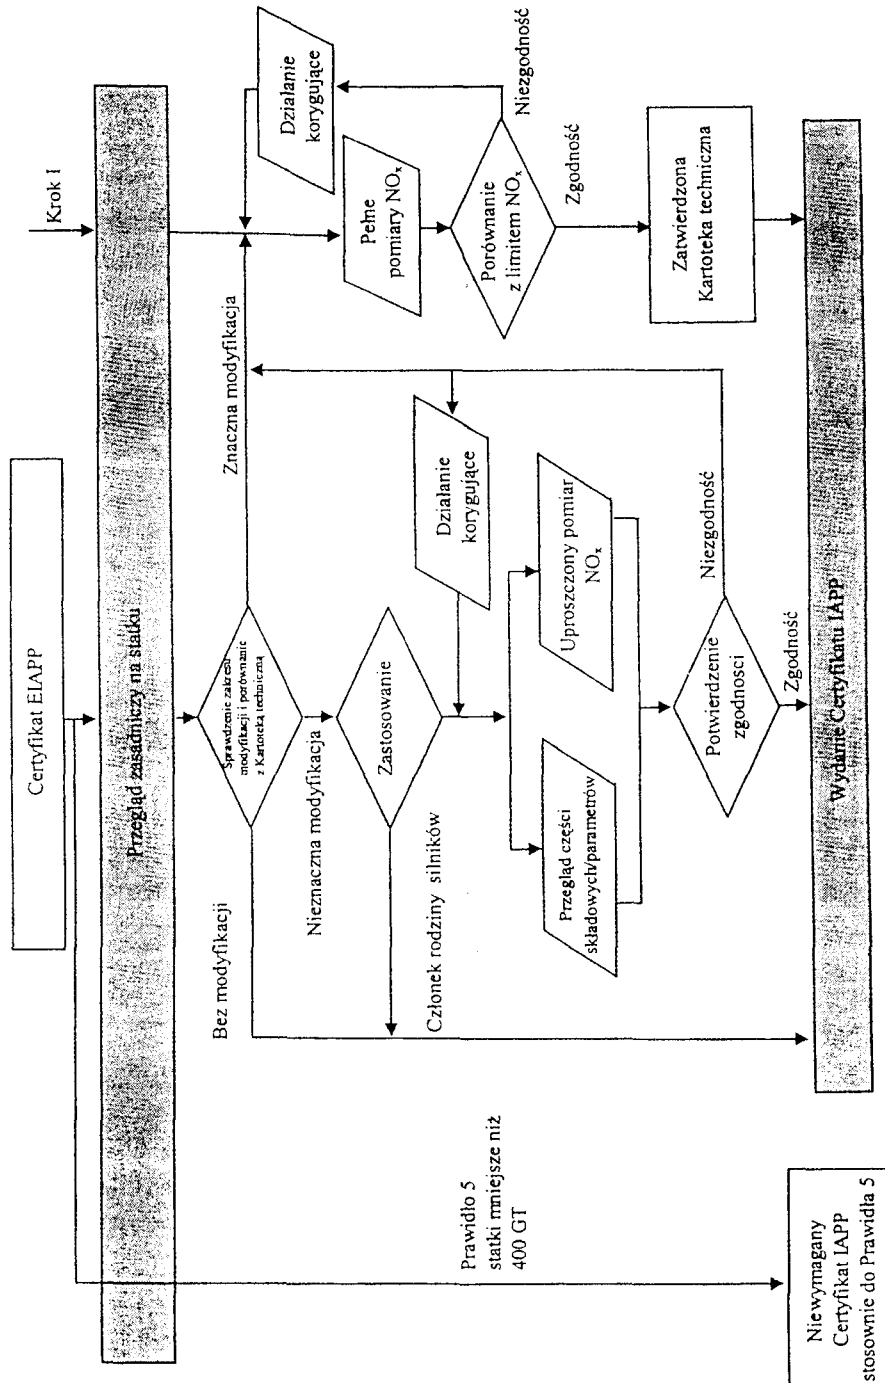 Certyfikat EIAPP
Krok I
Przegląd zasadniczy na statku
Bez modyfikacji
Sprawdzenie zakresu
modyfikacji i porównanie
z Kartoteką techniczną
Znaczna modyfikacja
Działanie
korygujące
Nieznaczna modyfikacja
Zastosowanie
Pełne
pomiary NOₓ
Członek rodziny silników
Działanie
korygujące
Porównanie
z limitem NOₓ
Niezgodność
Prawidło 5
statki mniejsze niż
400 GT
Przegląd części
składowych/parametrów
Uproszczony pomiar
NOₓ
Zgodność
Potwierdzenie
zgodnosci
Niezgodność
Zatwierdzona
Kartoteka techniczna
Zgodność
Niewymagany
Certyfikat IAPP
stosownie do Prawidła 5
Wydanie Certyfikatu IAPP